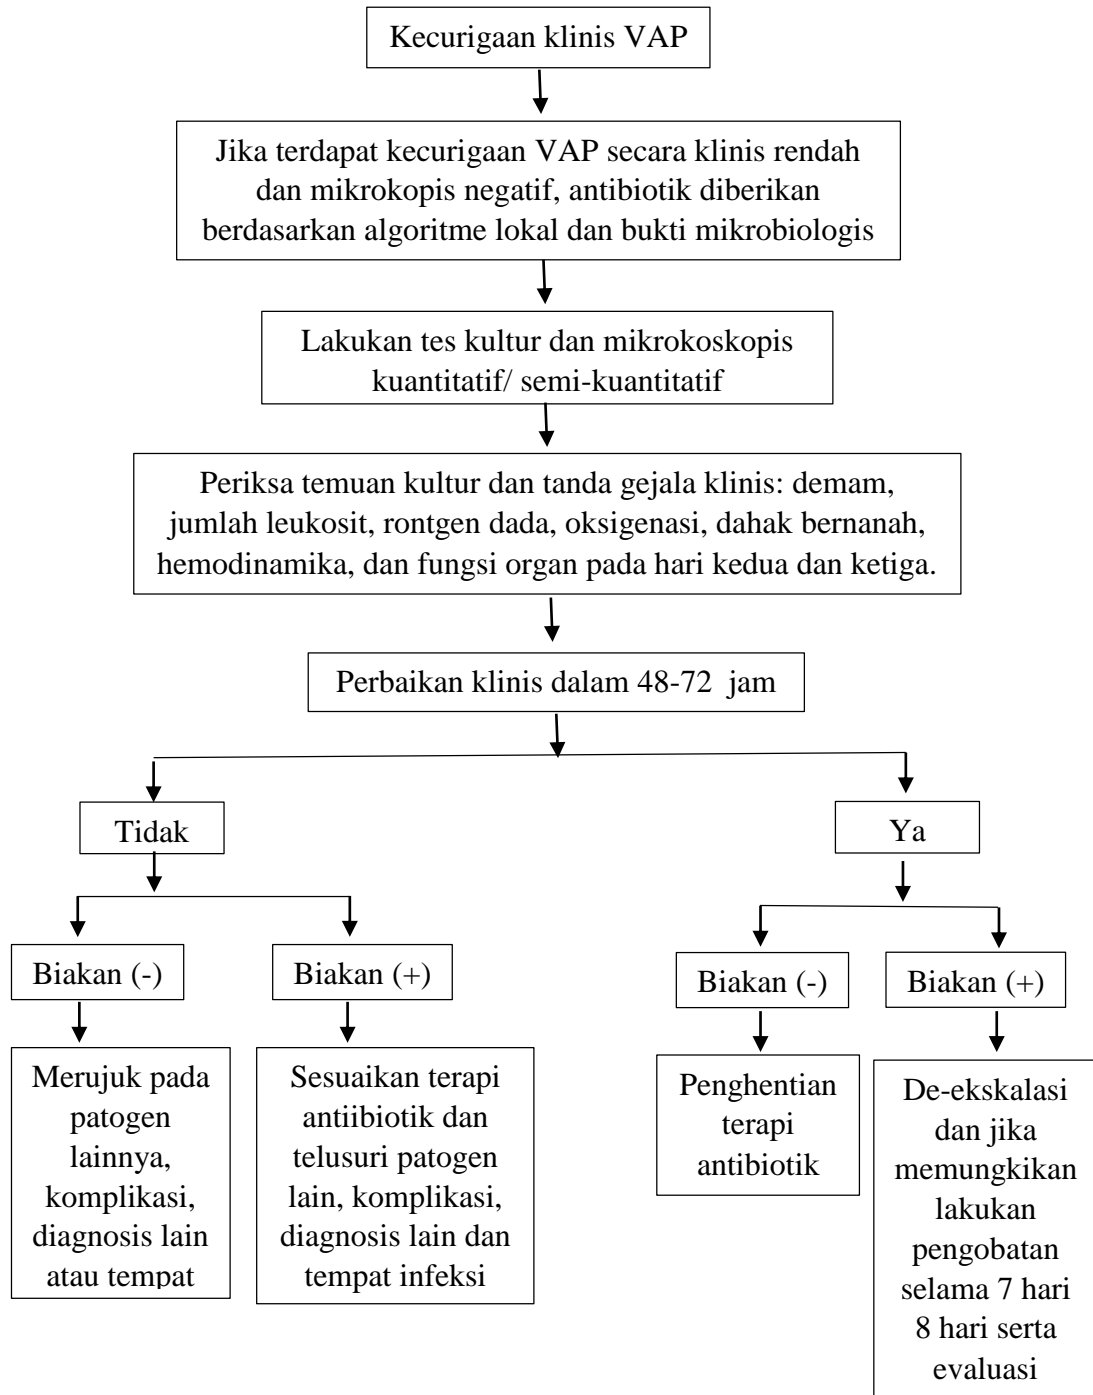 Kecurigaan klinis VAP
Jika terdapat kecurigaan VAP secara klinis rendah
dan mikrokopis negatif, antibiotik diberikan
berdasarkan algoritme lokal dan bukti mikrobiologis
Lakukan tes kultur dan mikrokoskopis
kuantitatif/ semi-kuantitatif
Periksa temuan kultur dan tanda gejala klinis: demam,
jumlah leukosit, rontgen dada, oksigenasi, dahak bernanah,
hemodinamika, dan fungsi organ pada hari kedua dan ketiga.
Perbaikan klinis dalam 48-72 jam
Tidak
Ya
Biakan (-)
Biakan (+)
Biakan (-)
Biakan (+)
Merujuk pada
patogen
lainnya,
komplikasi,
diagnosis lain
atau tempat
Sesuaikan terapi
antiibiotik dan
telusuri patogen
lain, komplikasi,
diagnosis lain dan
tempat infeksi
Penghentian
terapi
antibiotik
De-ekskalasi
dan jika
memungkikan
lakukan
pengobatan
selama 7 hari
8 hari serta
evaluasi